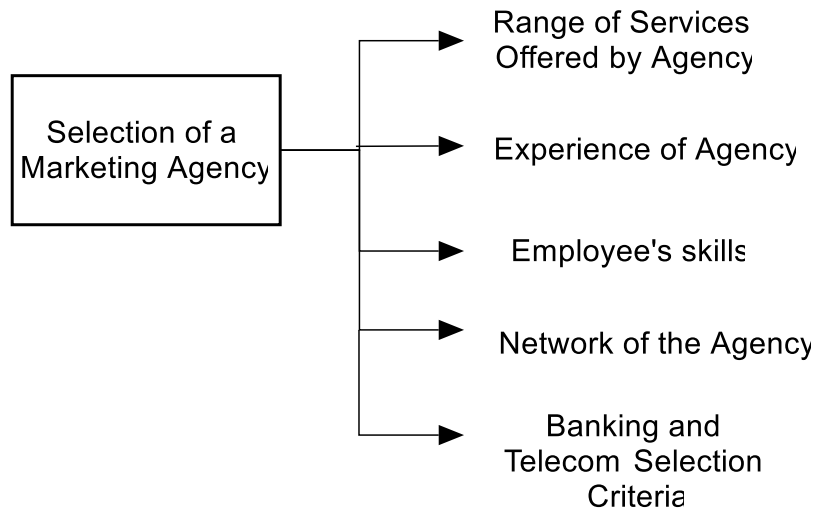 Selection of a
Marketing Agency
Range of Services
Offered by Agency
Experience of Agency
Employee's skills
Network of the Agency
Banking and
Telecom Selection
Criteria